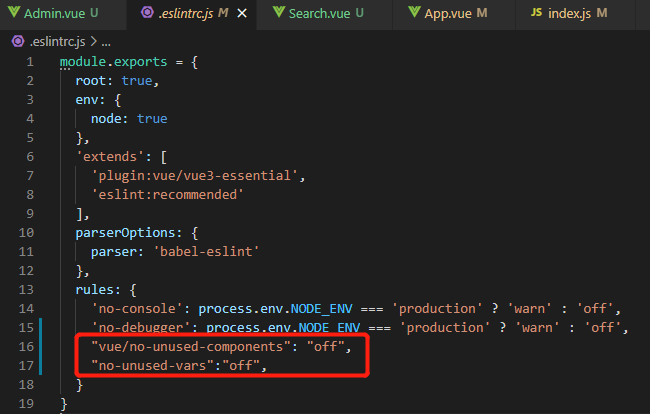 Admin.vue U .eslintrc.js M Search.vue U App.vue M JS index.js M
.eslintrc.js > ...
1 module.exports = {
2 root: true,
3 env: {
4 node: true
5 },
6 'extends': [
7 'plugin:vue/vue3-essential',
8 'eslint:recommended'
9 ],
10 parserOptions: {
11 parser: 'babel-eslint'
12 },
13 rules: {
14 'no-console': process.env.NODE_ENV === 'production' ? 'warn' : 'off',
15 'no-debugger': process.env.NODE_ENV === 'production' ? 'warn' : 'off',
16 "vue/no-unused-components": "off",
17 "no-unused-vars":"off",
18 }
19 }